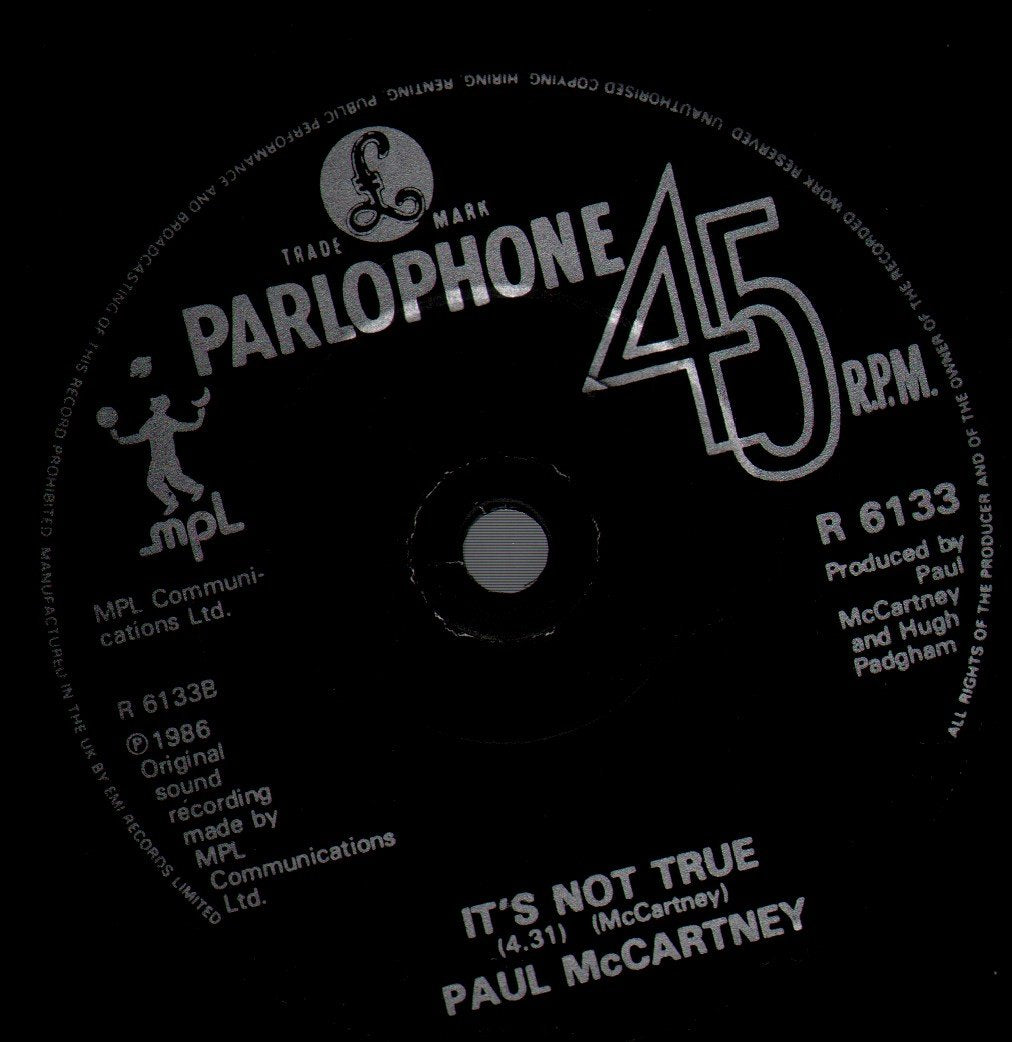 ALL RIGHTS OF THE PRODUCER AND OF THE OWNER OF THE RECORDED WORK RESERVED. UNAUTHORISED COPYING, HIRING, RENTING, PUBLIC PERFORMANCE AND BROADCASTING OF THIS RECORD PROHIBITED. MANUFACTURED IN THE UK BY EMI RECORDS LIMITED
£
TRADE MARK
PARLOPHONE
45 R.P.M.
mpL
MPL Communi-
cations Ltd.
R 6133B
Ⓟ1986
Original
sound
recording
made by
MPL
Communications
Ltd.
R 6133
Produced by
Paul
McCartney
and Hugh
Padgham
IT'S NOT TRUE
(4.31) (McCartney)
PAUL McCARTNEY